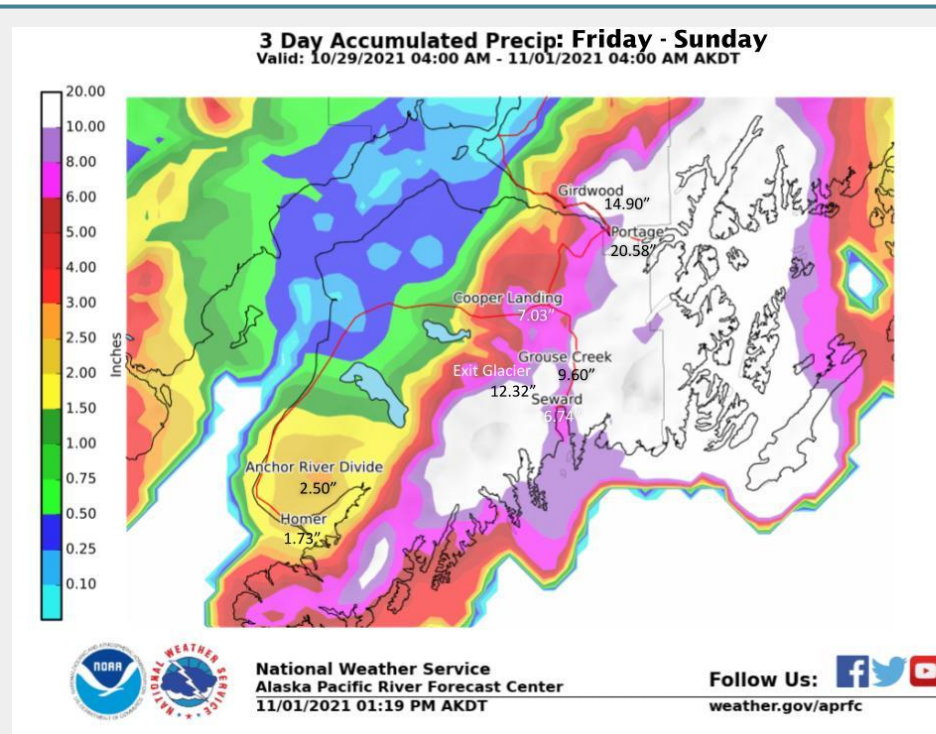 3 Day Accumulated Precip: Friday - Sunday
Valid: 10/29/2021 04:00 AM - 11/01/2021 04:00 AM AKDT
Inches
20.00
10.00
8.00
6.00
5.00
4.00
3.00
2.50
2.00
1.50
1.00
0.75
0.50
0.25
0.10
Girdwood
14.90”
Portage
20.58”
Cooper Landing
7.03”
Grouse Creek
9.60”
Exit Glacier
12.32”
Seward
6.74
Anchor River Divide
2.50”
Homer
1.73”
NOAA
NATIONAL WEATHER SERVICE
National Weather Service
Alaska Pacific River Forecast Center
11/01/2021 01:19 PM AKDT
Follow Us:
weather.gov/aprfc